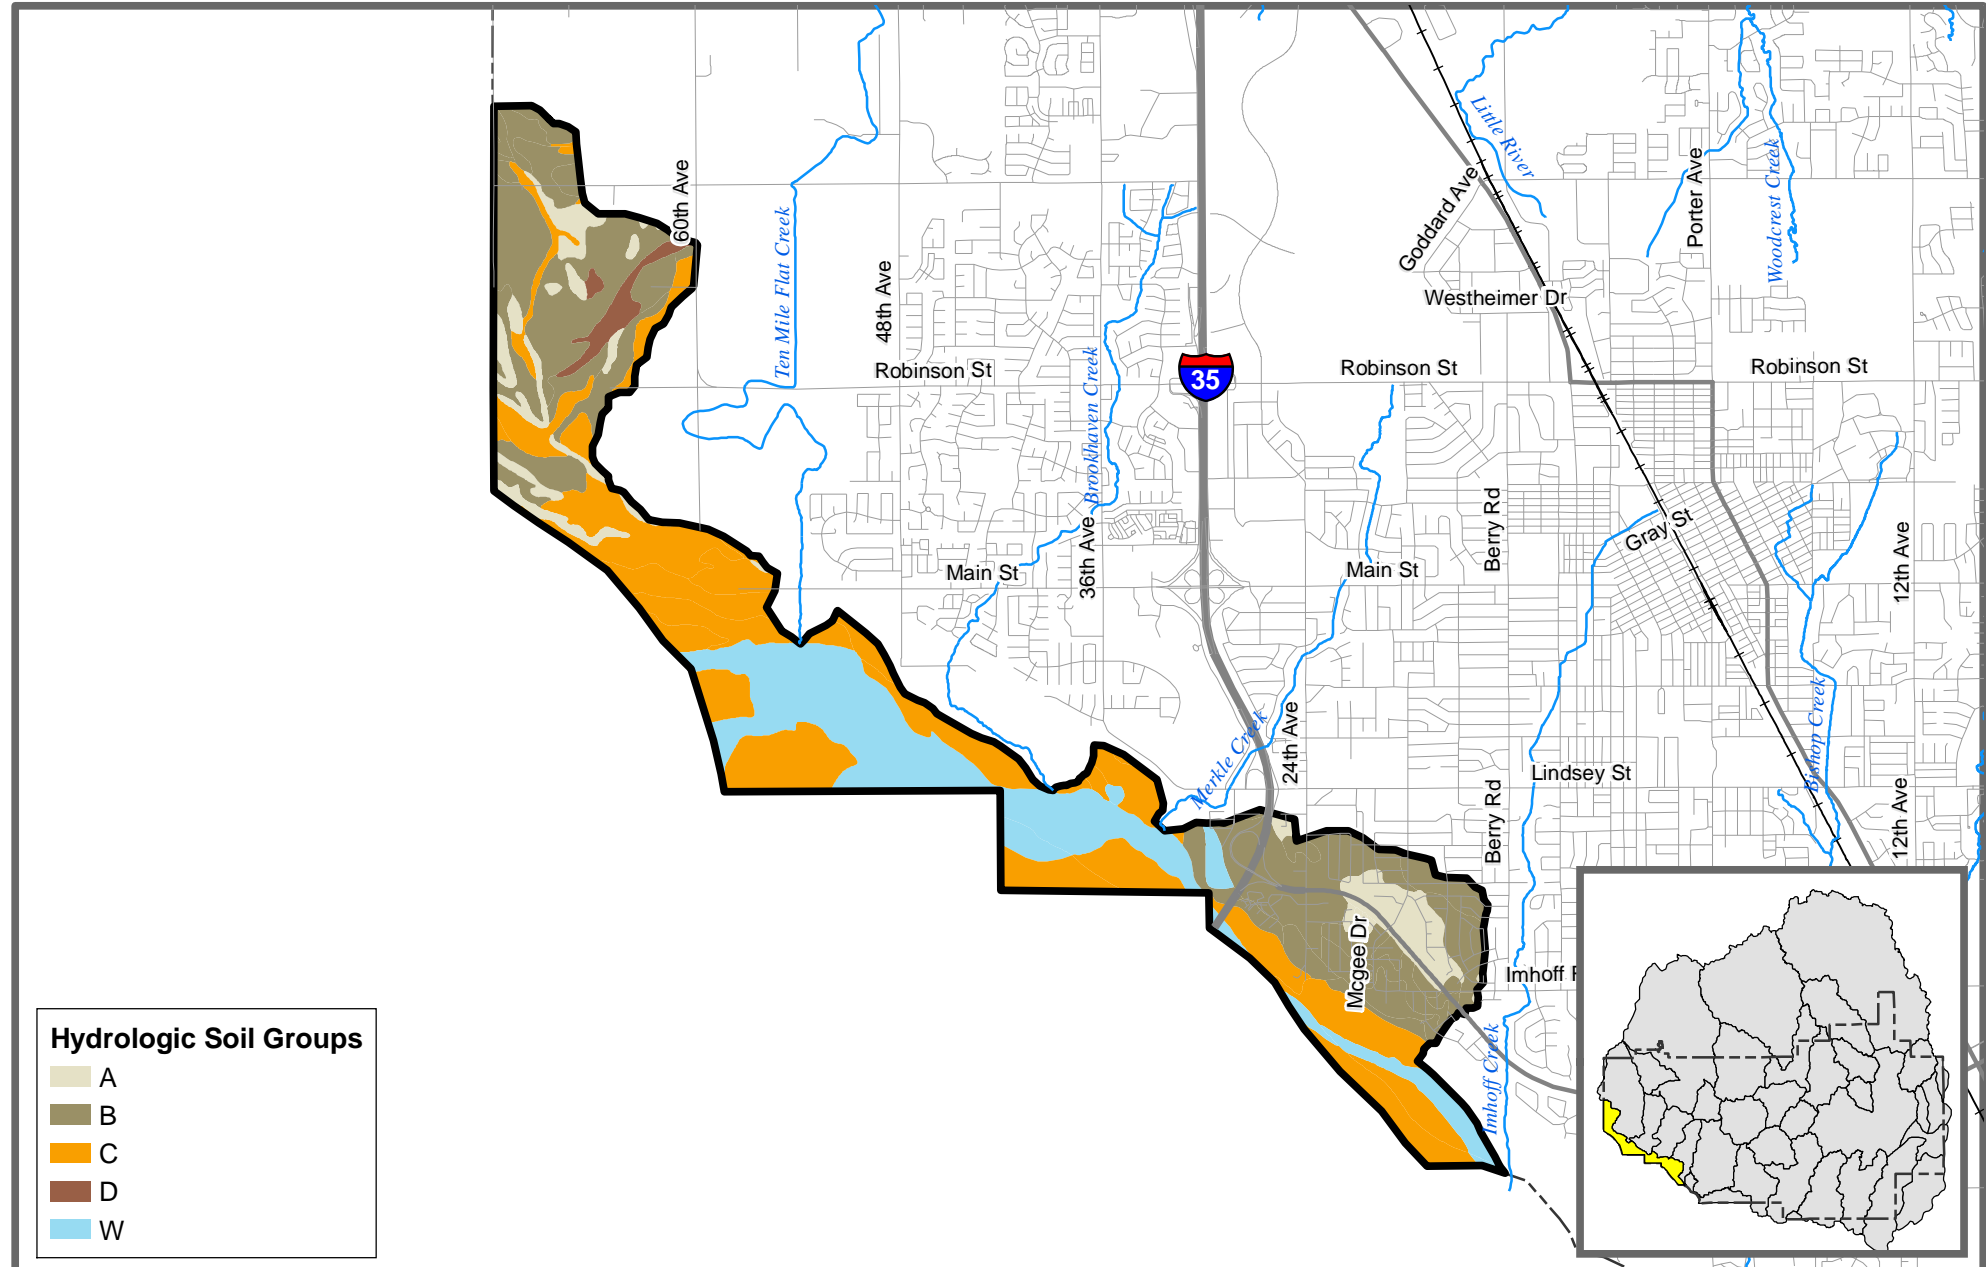 Little River
Woodcrest Creek
Porter Ave
60th Ave
Goddard Ave
Ten Mile Flat Creek
48th Ave
Westheimer Dr
Brookhaven Creek
Robinson St
35
Robinson St
Robinson St
Berry Rd
Gray St
36th Ave
12th Ave
Main St
Main St
Bishop Creek
Merkle Creek
24th Ave
Lindsey St
Berry Rd
12th Ave
Mcgee Dr
Imhoff
Imhoff Creek
Hydrologic Soil Groups
A
B
C
D
W